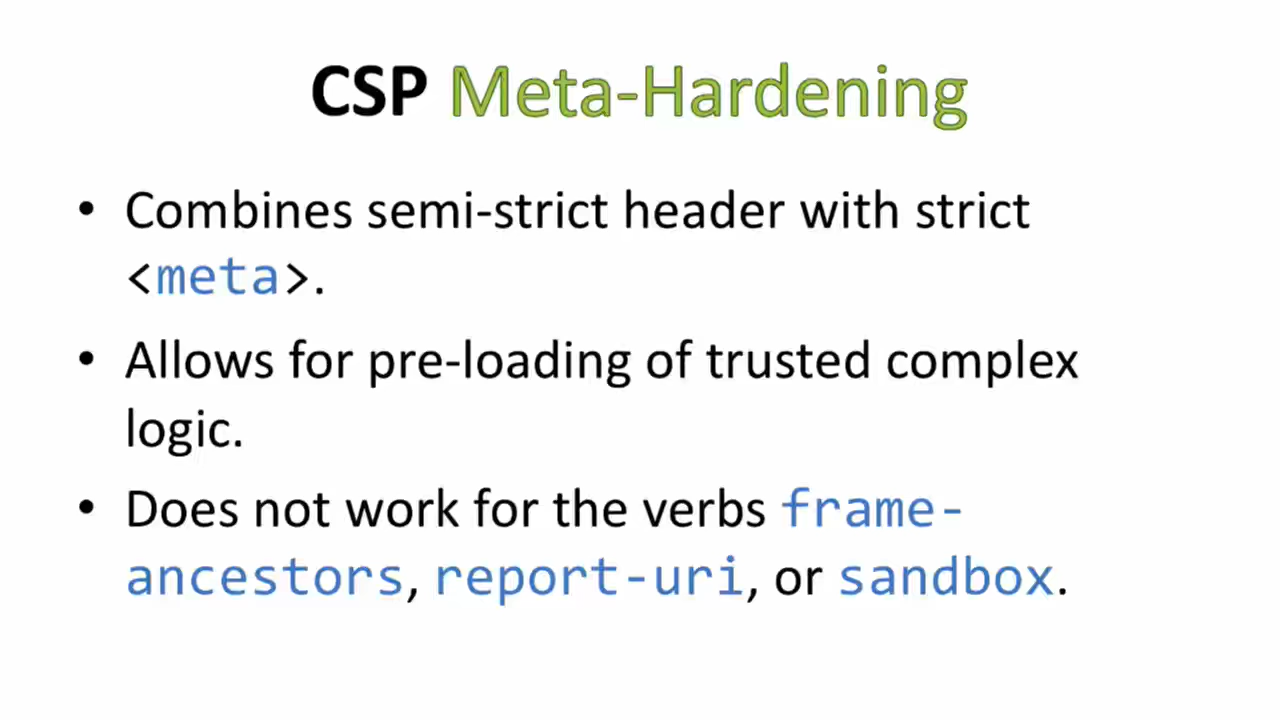 CSP Meta-Hardening
• Combines semi-strict header with strict
<meta>.
• Allows for pre-loading of trusted complex
logic.
• Does not work for the verbs frame-
ancestors, report-uri, or sandbox.